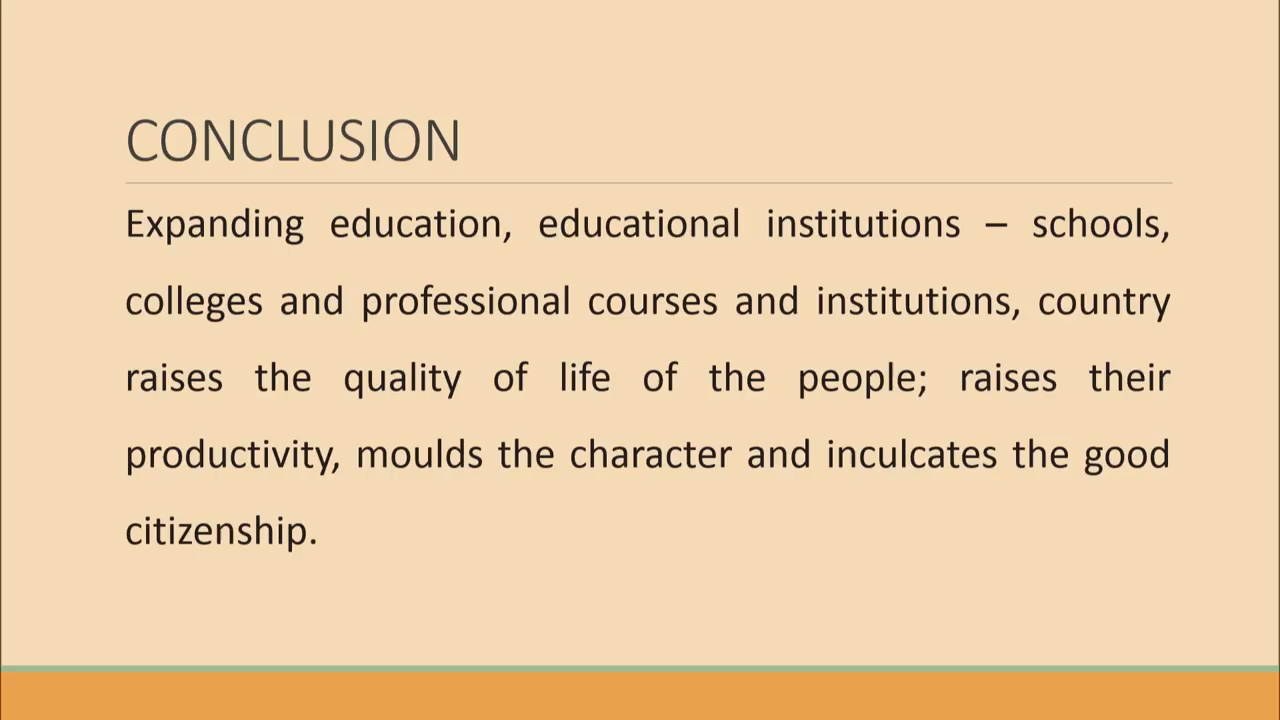 CONCLUSION
Expanding education, educational institutions – schools,
colleges and professional courses and institutions, country
raises the quality of life of the people; raises their
productivity, moulds the character and inculcates the good
citizenship.